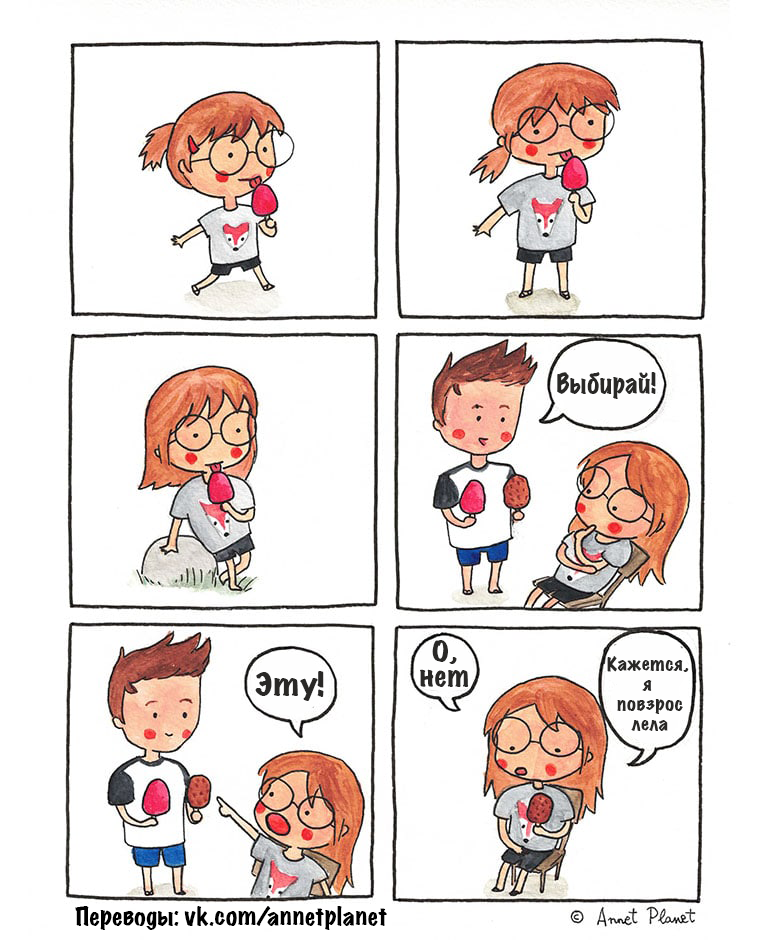 Выбирай!
Эту!
О,
нет
Кажется,
я
повзрос
лела
Переводы: vk.com/annetplanet
© Annet Planet